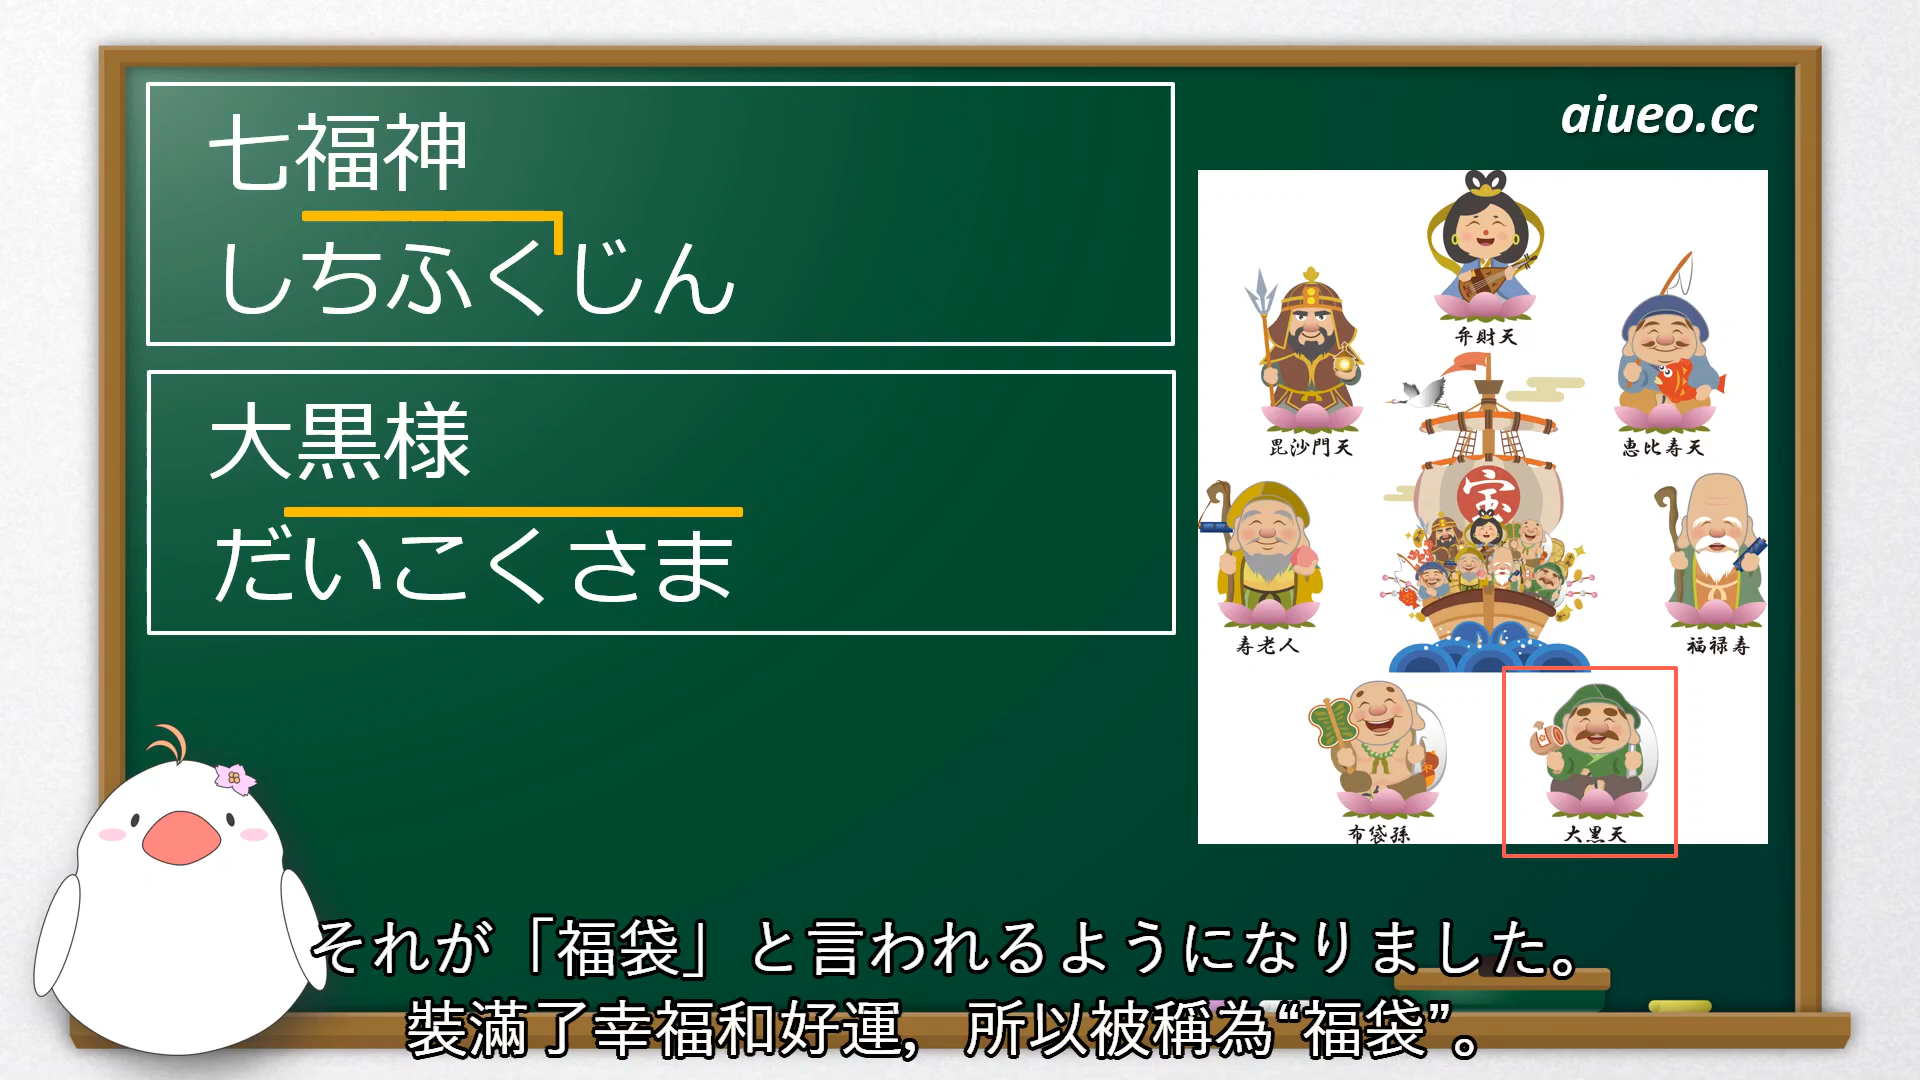 七福神
しちふくじん
大黒様
だいこくさま
aiueo.cc
弁財天
毘沙門天
恵比寿天
宝
寿老人
福禄寿
布袋孫
大黒天
それが「福袋」と言われるようになりました。
裝滿了幸福和好運，所以被稱為“福袋”。